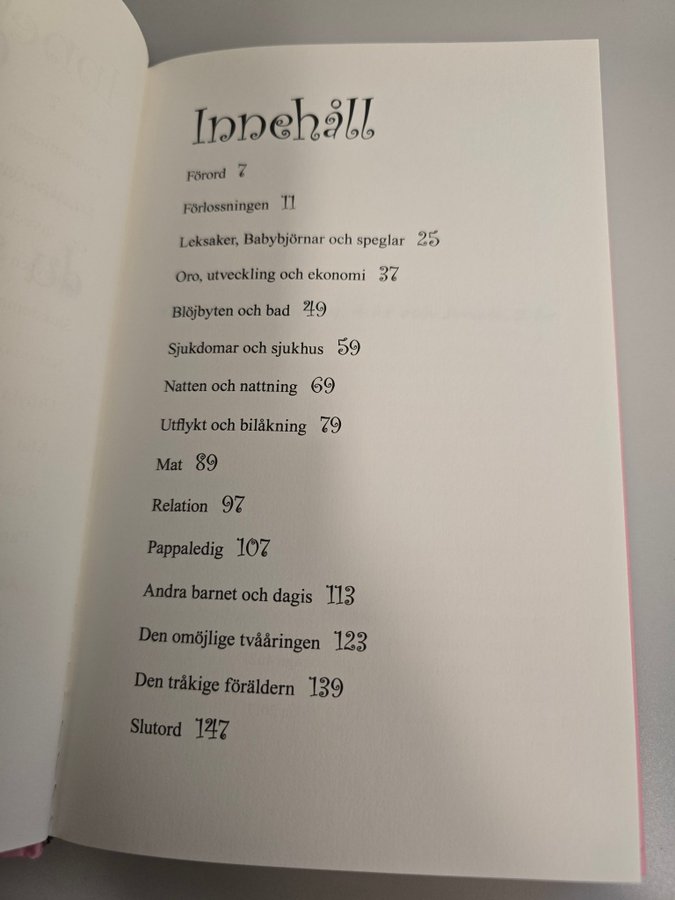 Innehåll
Förord 7
Förlossningen 11
Leksaker, Babybjörnar och speglar 25
Oro, utveckling och ekonomi 37
Blöjbyten och bad 49
Sjukdomar och sjukhus 59
Natten och nattning 69
Utflykt och bilåkning 79
Mat 89
Relation 97
Pappaledig 107
Andra barnet och dagis 113
Den omöjlige tvååringen 123
Den tråkige föräldern 139
Slutord 147